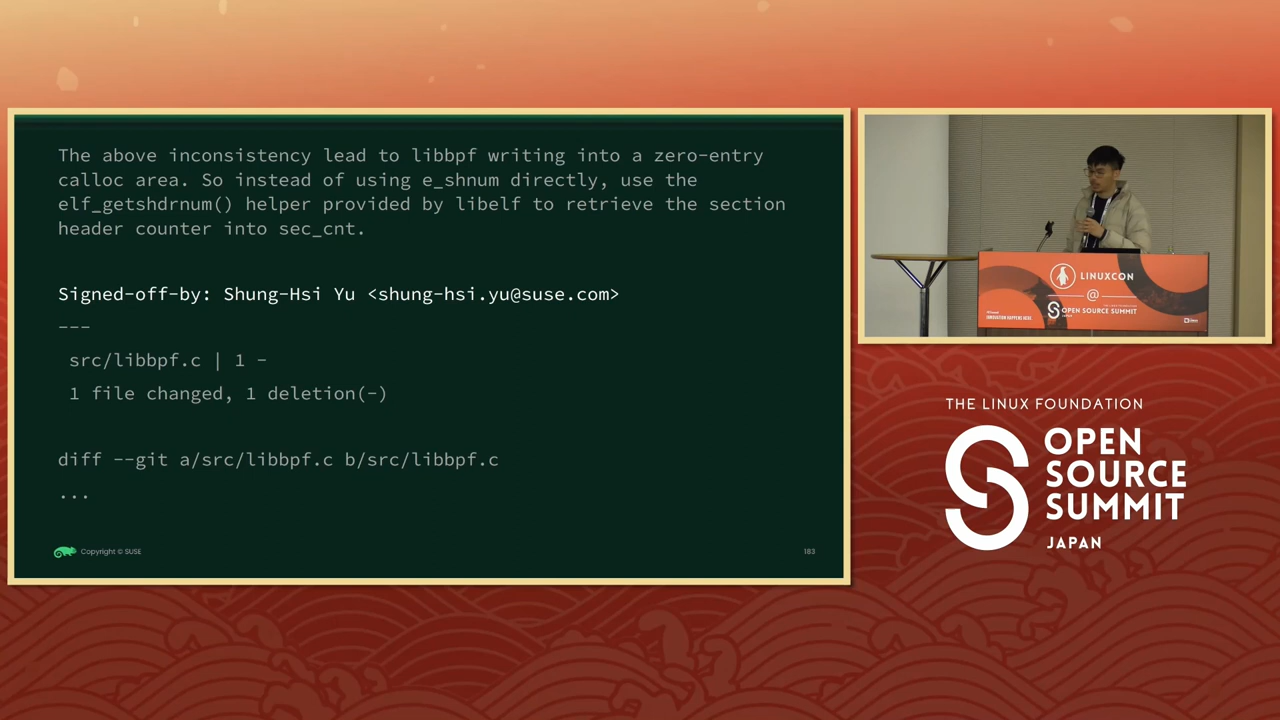 The above inconsistency lead to libbpf writing into a zero-entry
calloc area. So instead of using e_shnum directly, use the
elf_getshdrnum() helper provided by libelf to retrieve the section
header counter into sec_cnt.
Signed-off-by: Shung-Hsi Yu <shung-hsi.yu@suse.com>
---
src/libbpf.c | 1 -
1 file changed, 1 deletion(-)
diff --git a/src/libbpf.c b/src/libbpf.c
...
Copyright © SUSE
183
LINUXCON
@
OPEN SOURCE SUMMIT
THE LINUX FOUNDATION
OPEN
SOURCE
SUMMIT
JAPAN